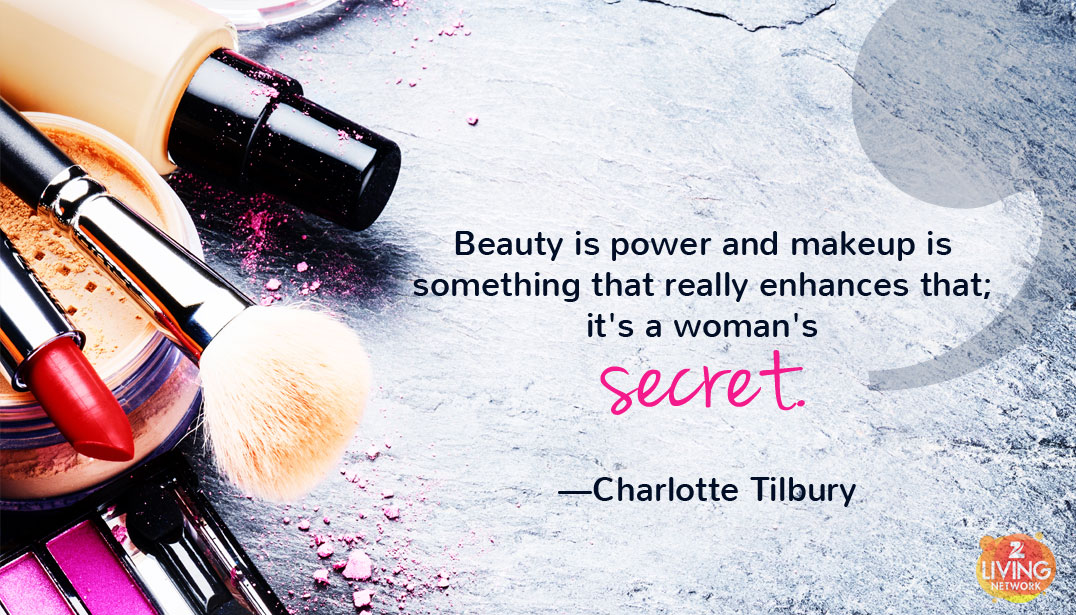 Beauty is power and makeup is
something that really enhances that;
it's a woman's
secret.
—Charlotte Tilbury
Z
LIVING
NETWORK